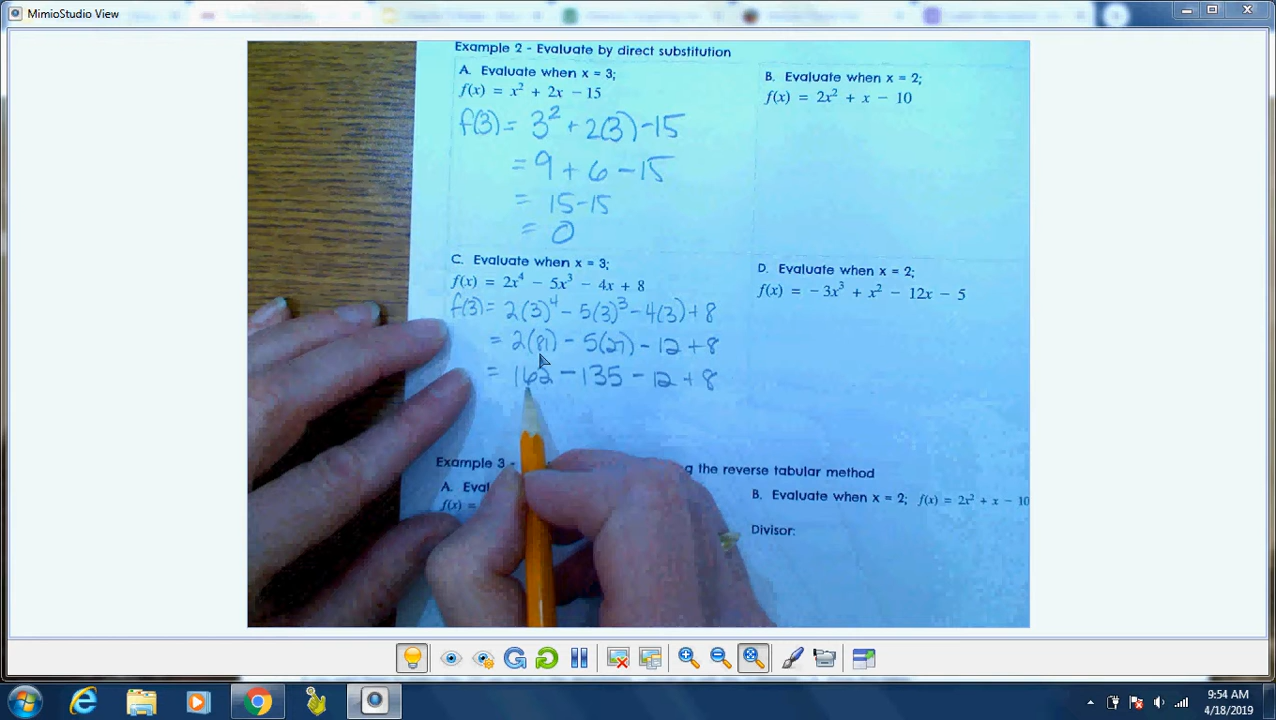 MimioStudio View
Example 2 - Evaluate by direct substitution
A. Evaluate when x = 3;
f(x) = x² + 2x - 15
f(3) = 3² + 2(3) - 15
= 9 + 6 - 15
= 15 - 15
= 0
B. Evaluate when x = 2;
f(x) = 2x² + x - 10
C. Evaluate when x = 3;
f(x) = 2x⁴ - 5x³ - 4x + 8
f(3) = 2(3)⁴ - 5(3)³ - 4(3) + 8
= 2(81) - 5(27) - 12 + 8
= 162 - 135 - 12 + 8
D. Evaluate when x = 2;
f(x) = - 3x³ + x² - 12x - 5
Example 3 - g the reverse tabular method
A. Eval
f(x) =
B. Evaluate when x = 2; f(x) = 2x² + x - 10
Divisor:
9:54 AM
4/18/2019